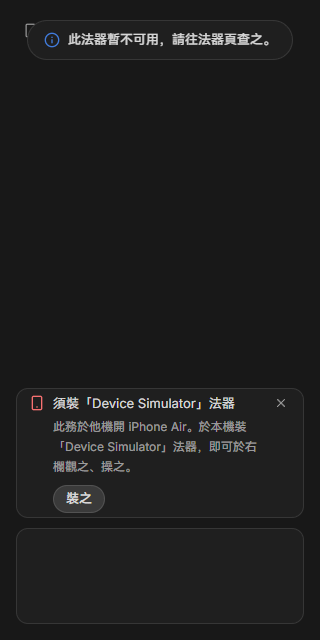 此法器暫不可用，請往法器頁查之。
須裝「Device Simulator」法器
此務於他機開 iPhone Air。於本機裝
「Device Simulator」法器，即可於右
欄觀之、操之。
裝之